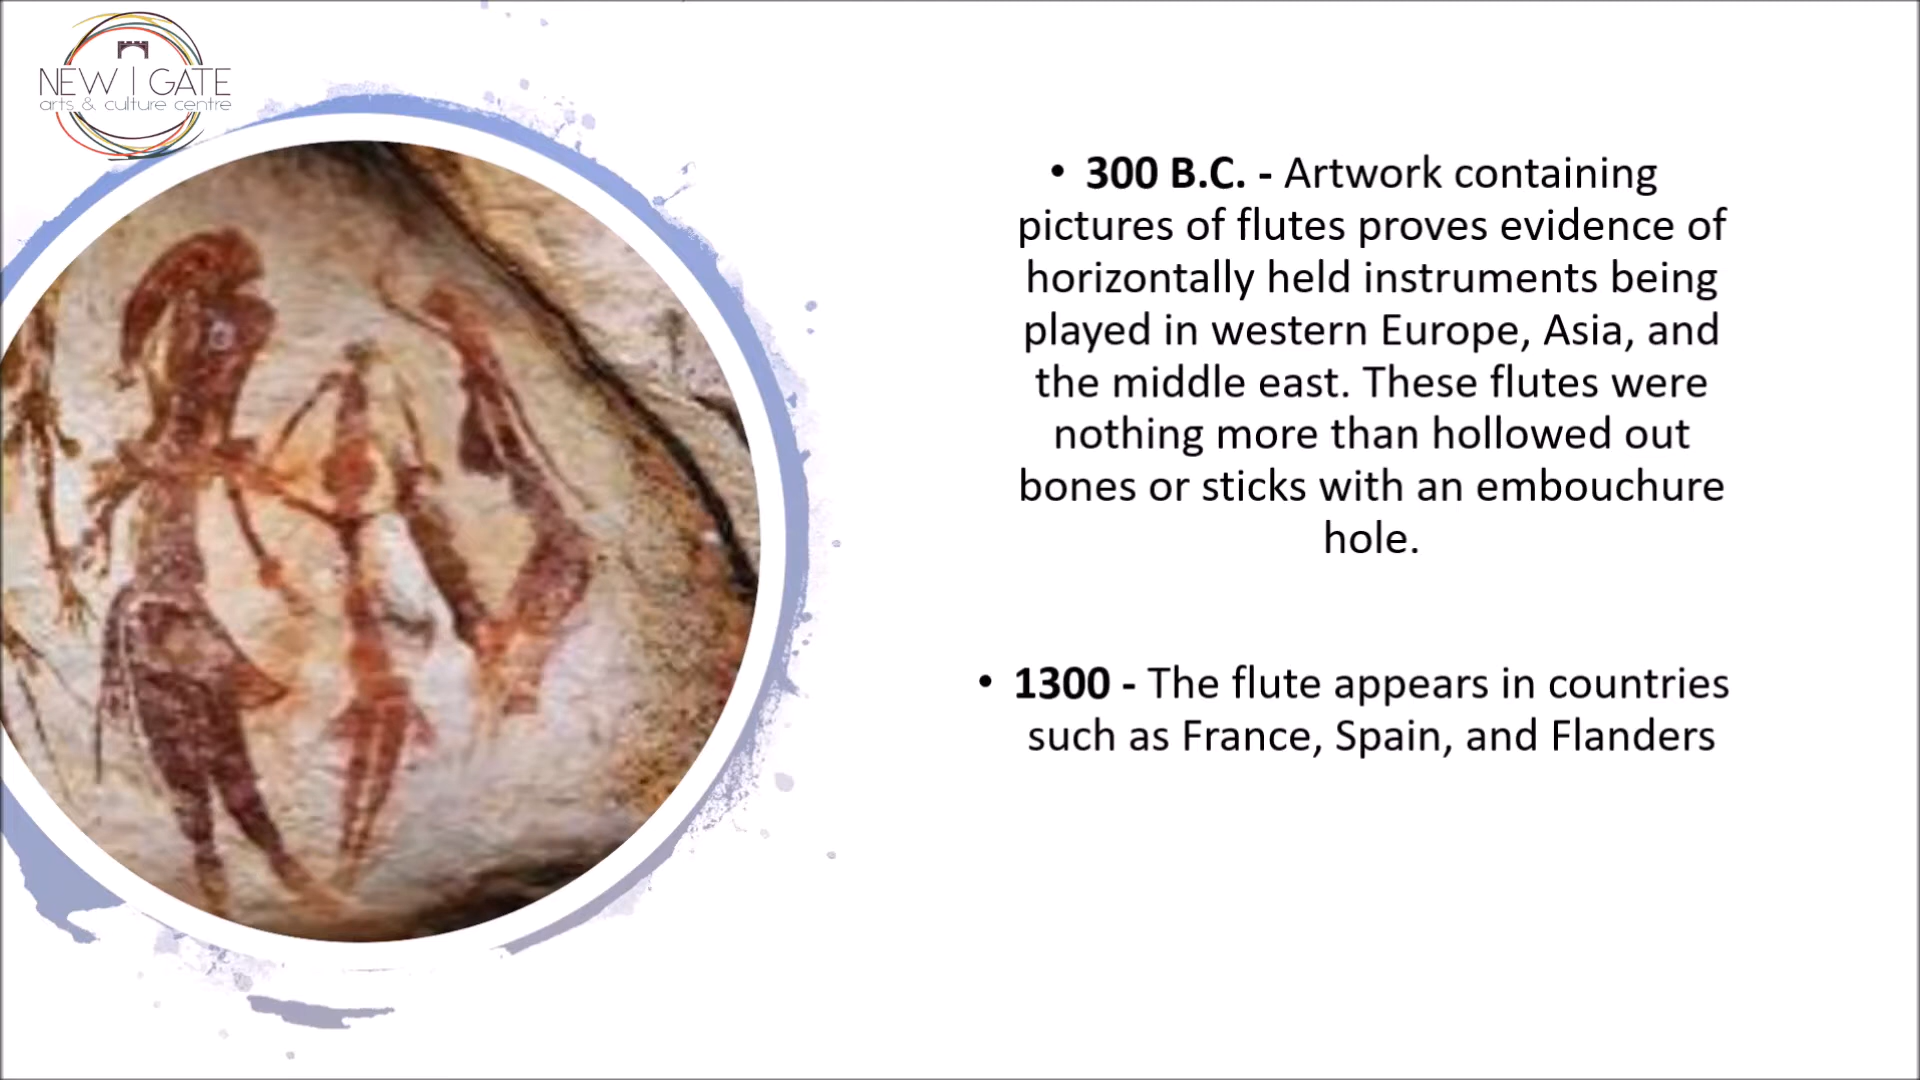 NEW | GATE
arts & culture centre
• 300 B.C. - Artwork containing
pictures of flutes proves evidence of
horizontally held instruments being
played in western Europe, Asia, and
the middle east. These flutes were
nothing more than hollowed out
bones or sticks with an embouchure
hole.
• 1300 - The flute appears in countries
such as France, Spain, and Flanders